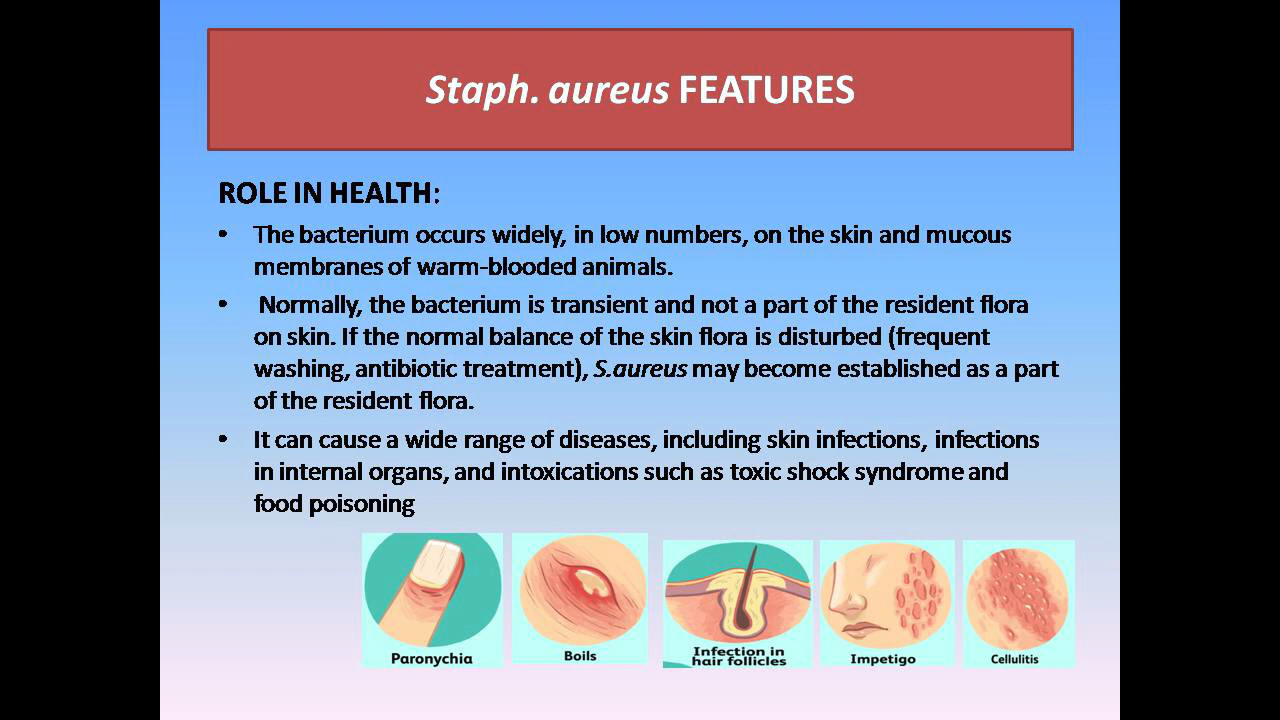 Staph. aureus FEATURES
ROLE IN HEALTH:
• The bacterium occurs widely, in low numbers, on the skin and mucous
membranes of warm-blooded animals.
• Normally, the bacterium is transient and not a part of the resident flora
on skin. If the normal balance of the skin flora is disturbed (frequent
washing, antibiotic treatment), S.aureus may become established as a part
of the resident flora.
• It can cause a wide range of diseases, including skin infections, infections
in internal organs, and intoxications such as toxic shock syndrome and
food poisoning
Paronychia
Boils
Infection in
hair follicles
Impetigo
Cellulitis